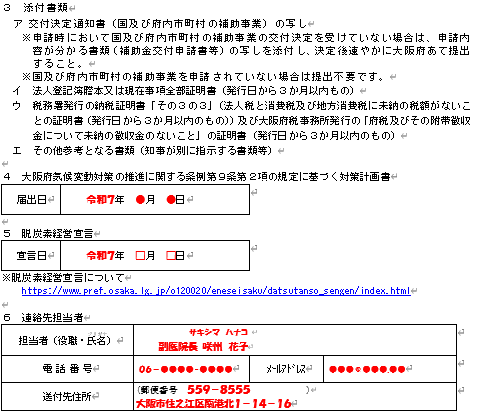 ３　添付書類
ア 交付決定通知書（国及び府内市町村の補助事業）の写し
※申請時において国及び府内市町村の補助事業の交付決定を受けていない場合は、申請内
容が分かる書類（補助金交付申請書等）の写しを添付し、決定後速やかに大阪府あて提出
すること。
※国及び府内市町村の補助事業を申請されていない場合は提出不要です。
イ　法人登記簿謄本又は現在事項全部証明書（発行日から３か月以内もの）
ウ　税務署発行の納税証明書「その３の３」（法人税と消費税及び地方消費税に未納の税額がないこ
との証明（発行日から３か月以内のもの））及び大阪府税事務所発行の「府税及びその附帯徴収
金について未納の徴収金のないこと」の証明書（発行日から３か月以内のもの）
エ　その他参考となる書類（知事が別に指示する書類等）
４　大阪府気候変動対策の推進に関する条例第９条第２項の規定に基づく対策計画書
届出日　令和7年　●月　●日
５　脱炭素経営宣言
宣言日　令和7年　□月　□日
※脱炭素経営宣言について
https://www.pref.osaka.lg.jp/o120020/eneseisaku/datsutanso_sengen/index.html
６　連絡先担当者
サキシマ　ハナコ
担当者（役職・氏名）　副医院長 咲州　花子
電話番号　06-●●●●-●●●●　メールアドレス　●●●@●●●.●●
送付先住所　（郵便番号　559-8555　）
大阪市住之江区南港北1-14-16